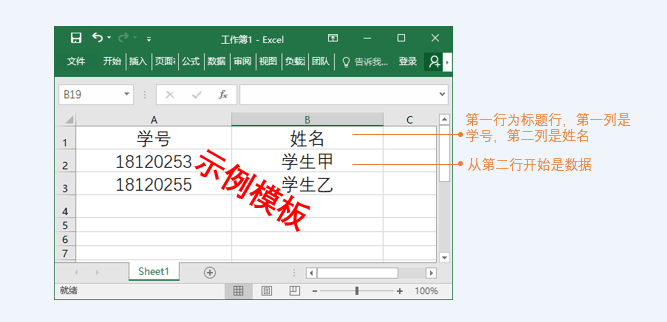 工作簿1 - Excel
文件 开始 插入 页面 公式 数据 审阅 视图 负载 团队 告诉我... 登录
B19 fx
A B C
1 学号 姓名
2 18120253 学生甲
3 18120255 学生乙
4
5
6
7
示例模板
第一行为标题行，第一列是
学号，第二列是姓名
从第二行开始是数据
Sheet1
就绪 100%